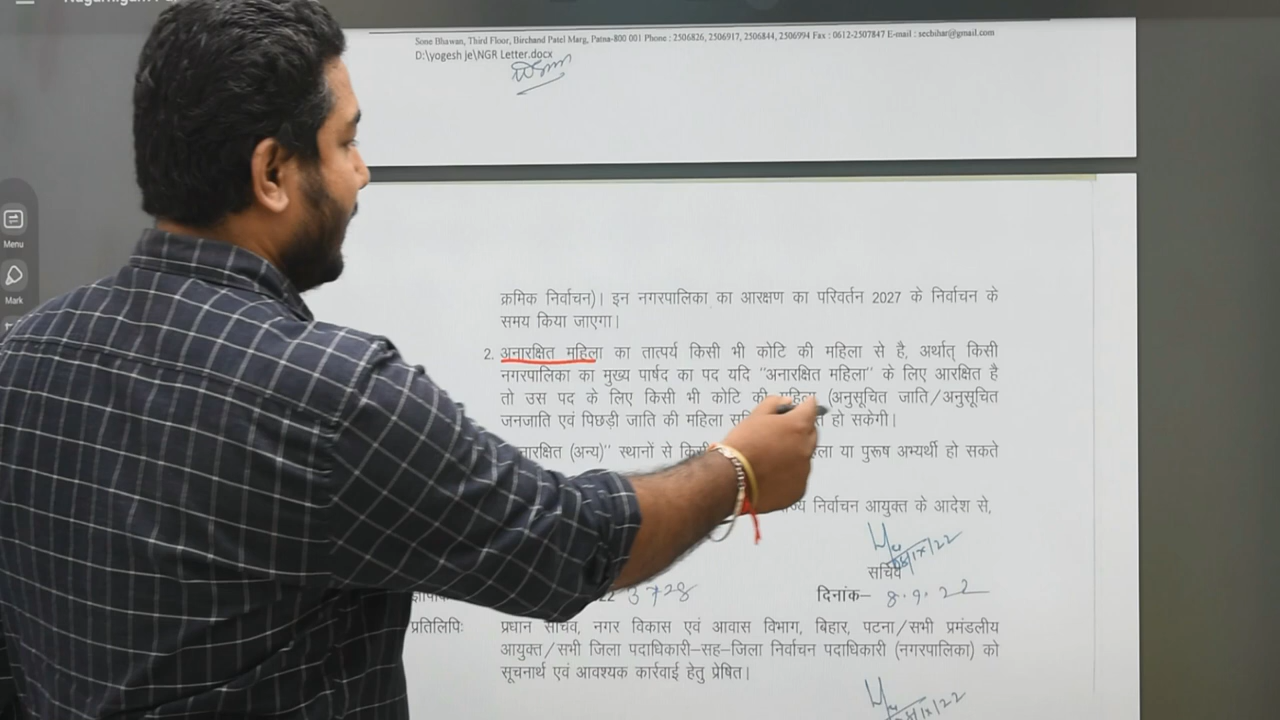 Sone Bhawan, Third Floor, Birchand Patel Marg, Patna-800 001 Phone : 2506826, 2506917, 2506844, 2506994 Fax : 0612-2507847 E-mail : secbihar@gmail.com
D:\yogesh je\NGR Letter.docx
Menu
Mark
क्रमिक निर्वाचन)। इन नगरपालिका का आरक्षण का परिवर्तन 2027 के निर्वाचन के
समय किया जाएगा।
2. अनारक्षित महिला का तात्पर्य किसी भी कोटि की महिला से है, अर्थात् किसी
नगरपालिका का मुख्य पार्षद का पद यदि "अनारक्षित महिला" के लिए आरक्षित है
तो उस पद के लिए किसी भी कोटि की महिला (अनुसूचित जाति/अनुसूचित
जनजाति एवं पिछड़ी जाति की महिला हो सकेगी।
(अन्य)" स्थानों से या पुरूष अभ्यर्थी हो सकते
निर्वाचन आयुक्त के आदेश से,
सचिव
3728 दिनांक– 8.9.22
प्रतिलिपिः प्रधान सचिव, नगर विकास एवं आवास विभाग, बिहार, पटना/सभी प्रमंडलीय
आयुक्त/सभी जिला पदाधिकारी–सह–जिला निर्वाचन पदाधिकारी (नगरपालिका) को
सूचनार्थ एवं आवश्यक कार्रवाई हेतु प्रेषित।